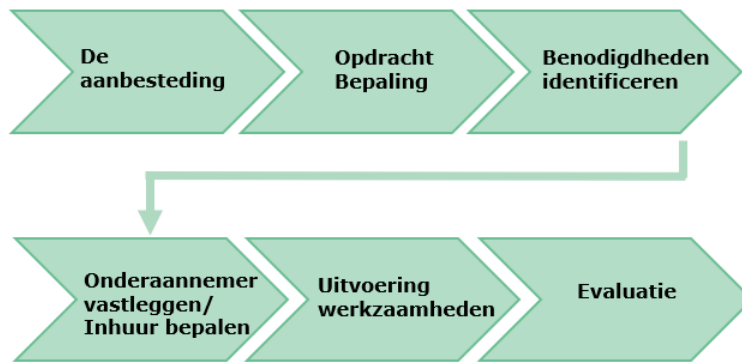 De
aanbesteding
Opdracht
Bepaling
Benodigdheden
identificeren
Onderaannemer
vastleggen/
Inhuur bepalen
Uitvoering
werkzaamheden
Evaluatie